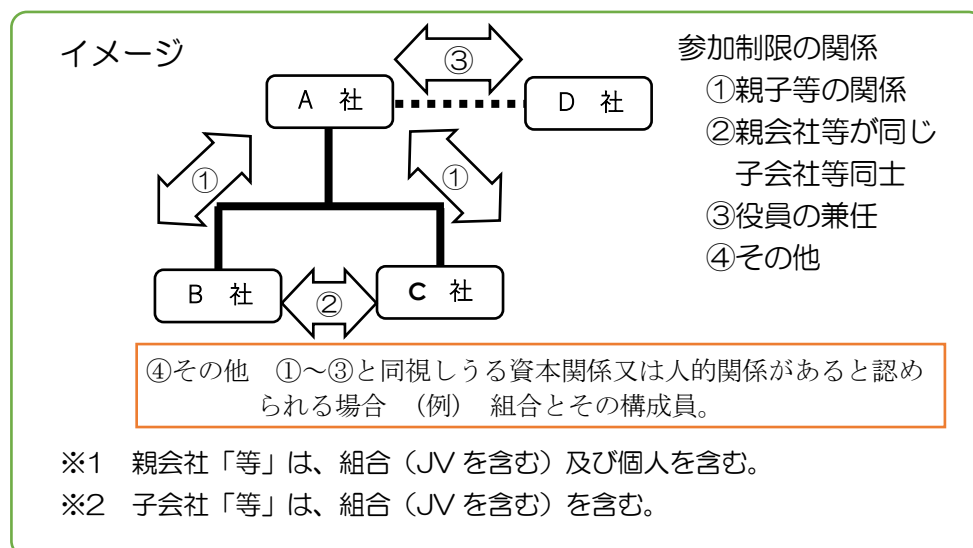 イメージ
③
A 社
D 社
①
①
B 社
②
C 社
参加制限の関係
①親子等の関係
②親会社等が同じ
子会社等同士
③役員の兼任
④その他
④その他 ①～③と同視しうる資本関係又は人的関係があると認め
られる場合 （例） 組合とその構成員。
※1 親会社「等」は、組合（JVを含む）及び個人を含む。
※2 子会社「等」は、組合（JVを含む）を含む。